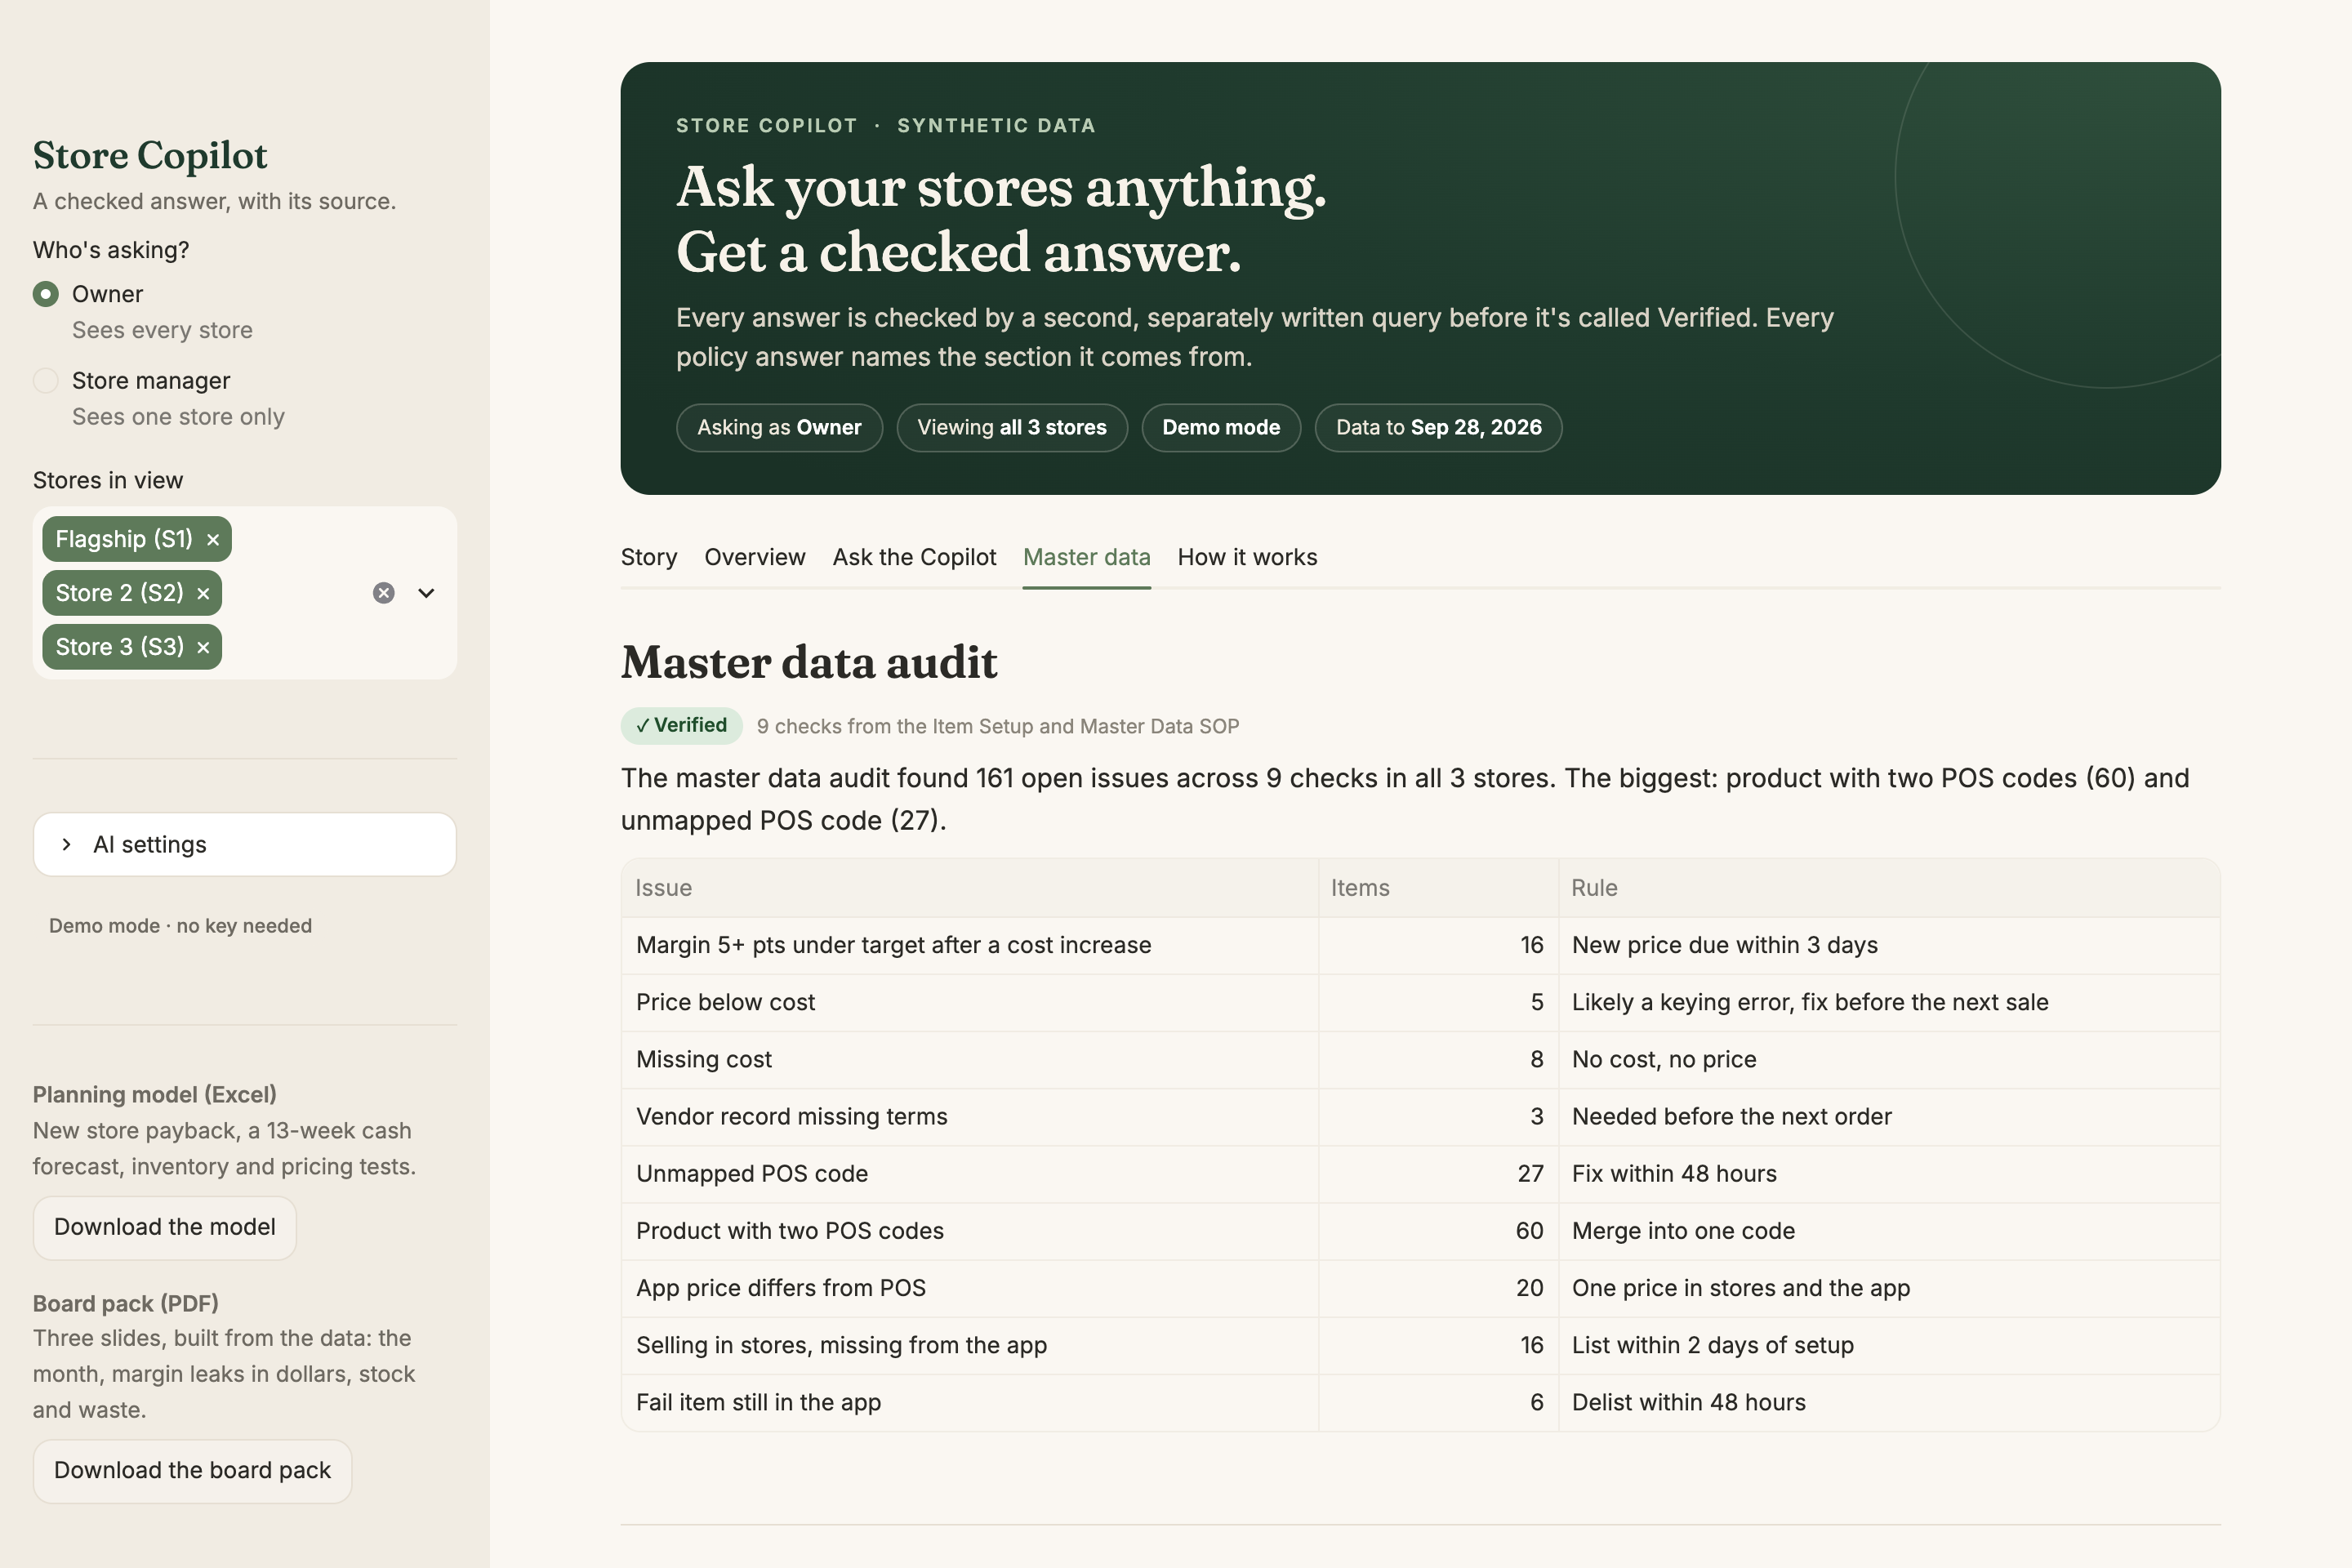 Store Copilot
A checked answer, with its source.
Who's asking?
Owner
Sees every store
Store manager
Sees one store only
Stores in view
Flagship (S1) ×
Store 2 (S2) ×
Store 3 (S3) ×
AI settings
Demo mode · no key needed
Planning model (Excel)
New store payback, a 13-week cash
forecast, inventory and pricing tests.
Download the model
Board pack (PDF)
Three slides, built from the data: the
month, margin leaks in dollars, stock
and waste.
Download the board pack
STORE COPILOT · SYNTHETIC DATA
Ask your stores anything.
Get a checked answer.
Every answer is checked by a second, separately written query before it's called Verified. Every
policy answer names the section it comes from.
Asking as Owner Viewing all 3 stores Demo mode Data to Sep 28, 2026
Story Overview Ask the Copilot Master data How it works
Master data audit
✓ Verified 9 checks from the Item Setup and Master Data SOP
The master data audit found 161 open issues across 9 checks in all 3 stores. The biggest: product with two POS codes (60) and
unmapped POS code (27).
Issue Items Rule
Margin 5+ pts under target after a cost increase 16 New price due within 3 days
Price below cost 5 Likely a keying error, fix before the next sale
Missing cost 8 No cost, no price
Vendor record missing terms 3 Needed before the next order
Unmapped POS code 27 Fix within 48 hours
Product with two POS codes 60 Merge into one code
App price differs from POS 20 One price in stores and the app
Selling in stores, missing from the app 16 List within 2 days of setup
Fail item still in the app 6 Delist within 48 hours